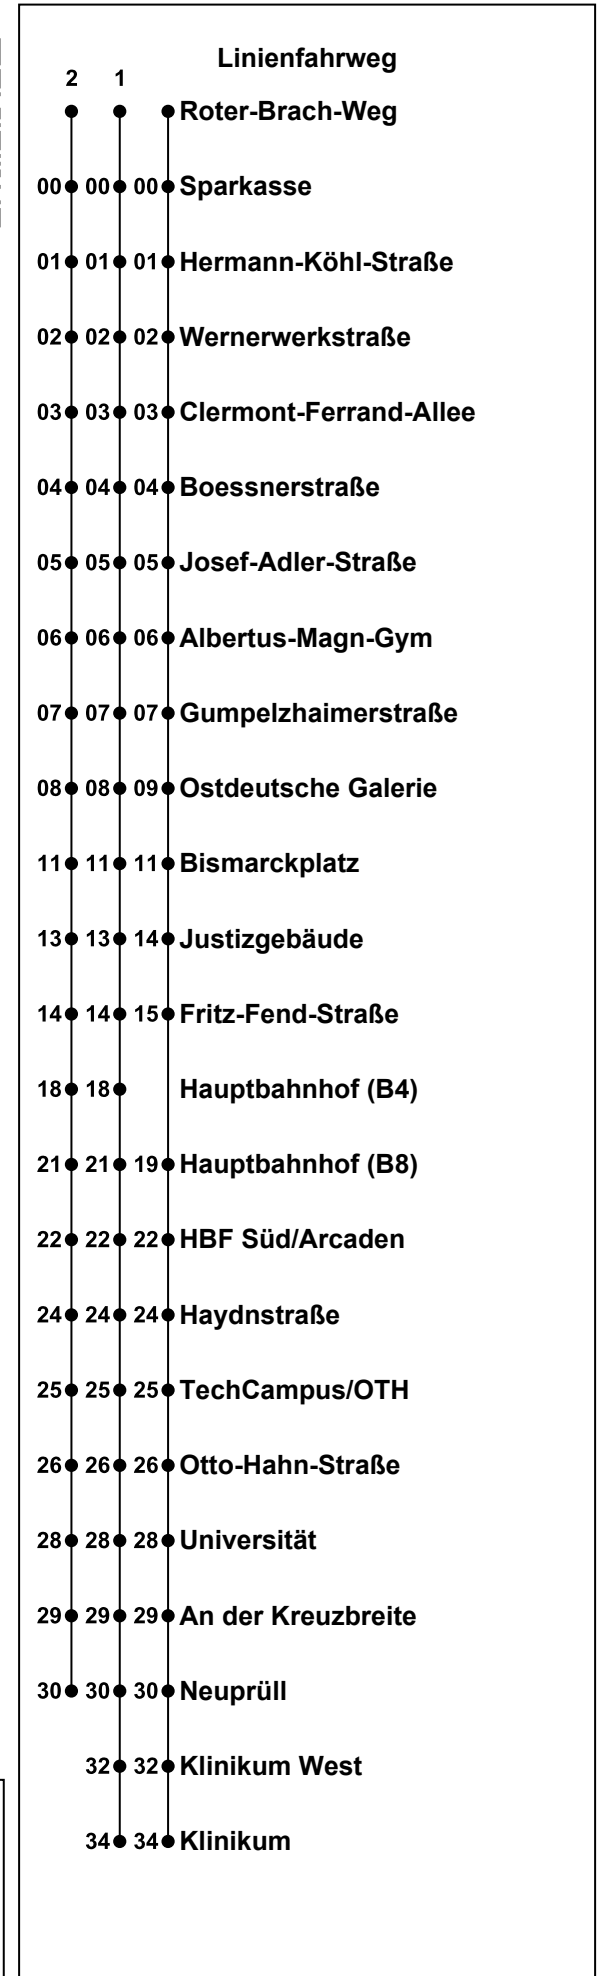 Linienfahrweg
2 1
Roter-Brach-Weg
00 00 00 Sparkasse
01 01 01 Hermann-Köhl-Straße
02 02 02 Wernerwerkstraße
03 03 03 Clermont-Ferrand-Allee
04 04 04 Boessnerstraße
05 05 05 Josef-Adler-Straße
06 06 06 Albertus-Magn-Gym
07 07 07 Gumpelzhaimerstraße
08 08 09 Ostdeutsche Galerie
11 11 11 Bismarckplatz
13 13 14 Justizgebäude
14 14 15 Fritz-Fend-Straße
18 18 Hauptbahnhof (B4)
21 21 19 Hauptbahnhof (B8)
22 22 22 HBF Süd/Arcaden
24 24 24 Haydnstraße
25 25 25 TechCampus/OTH
26 26 26 Otto-Hahn-Straße
28 28 28 Universität
29 29 29 An der Kreuzbreite
30 30 30 Neuprüll
32 32 Klinikum West
34 34 Klinikum